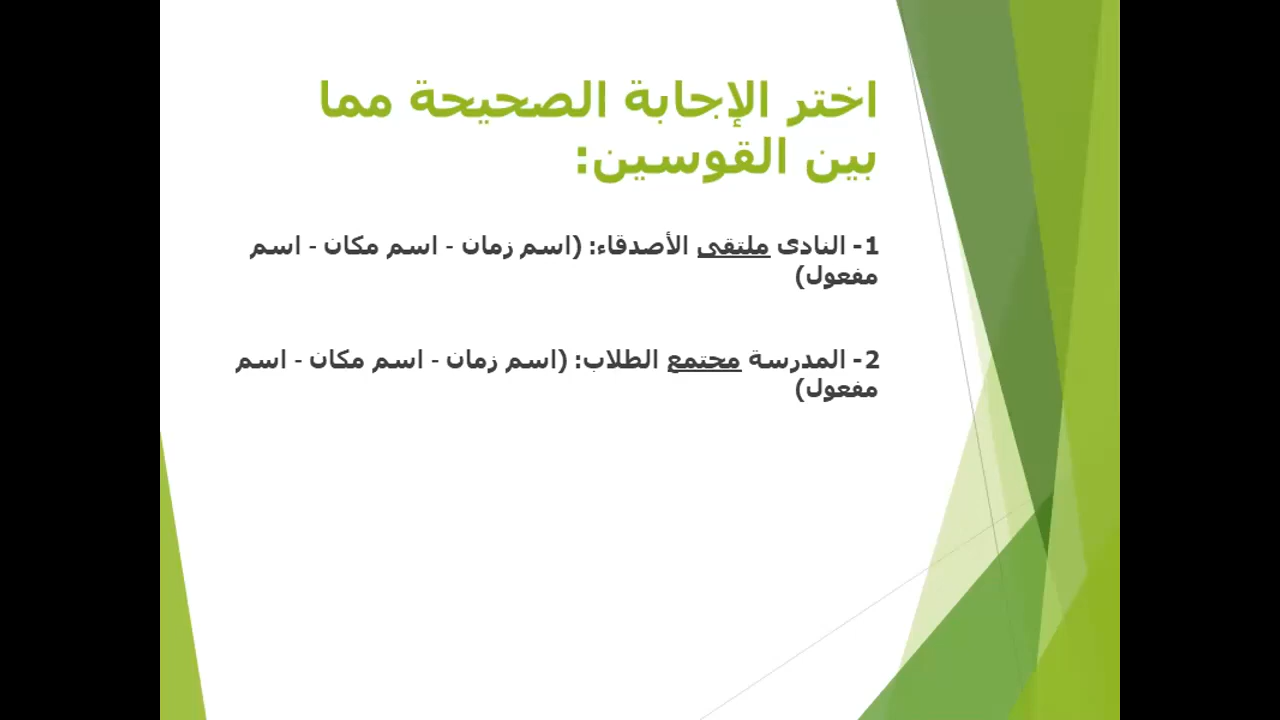 اختر الإجابة الصحيحة مما
بين القوسين:
1- النادى ملتقى الأصدقاء: (اسم زمان - اسم مكان - اسم
مفعول)
2- المدرسة مجتمع الطلاب: (اسم زمان - اسم مكان - اسم
مفعول)